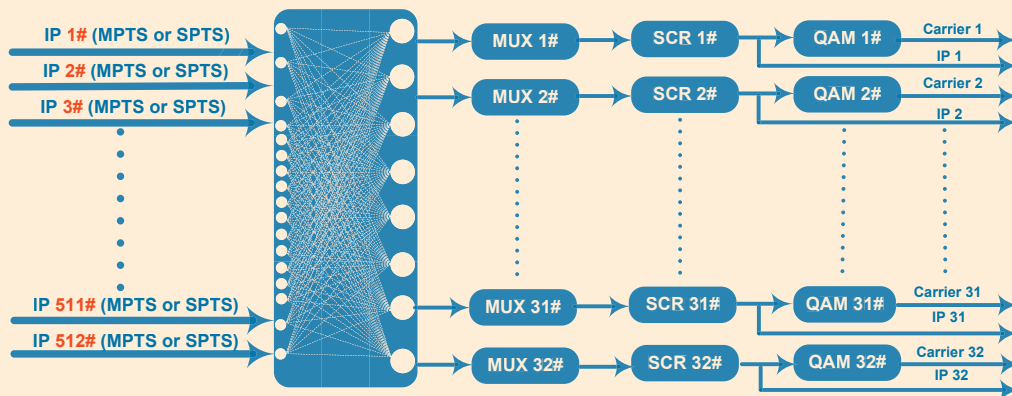 IP 1# (MPTS or SPTS)
IP 2# (MPTS or SPTS)
IP 3# (MPTS or SPTS)
IP 511# (MPTS or SPTS)
IP 512# (MPTS or SPTS)
MUX 1#
SCR 1#
QAM 1#
Carrier 1
IP 1
MUX 2#
SCR 2#
QAM 2#
Carrier 2
IP 2
MUX 31#
SCR 31#
QAM 31#
Carrier 31
IP 31
MUX 32#
SCR 32#
QAM 32#
Carrier 32
IP 32